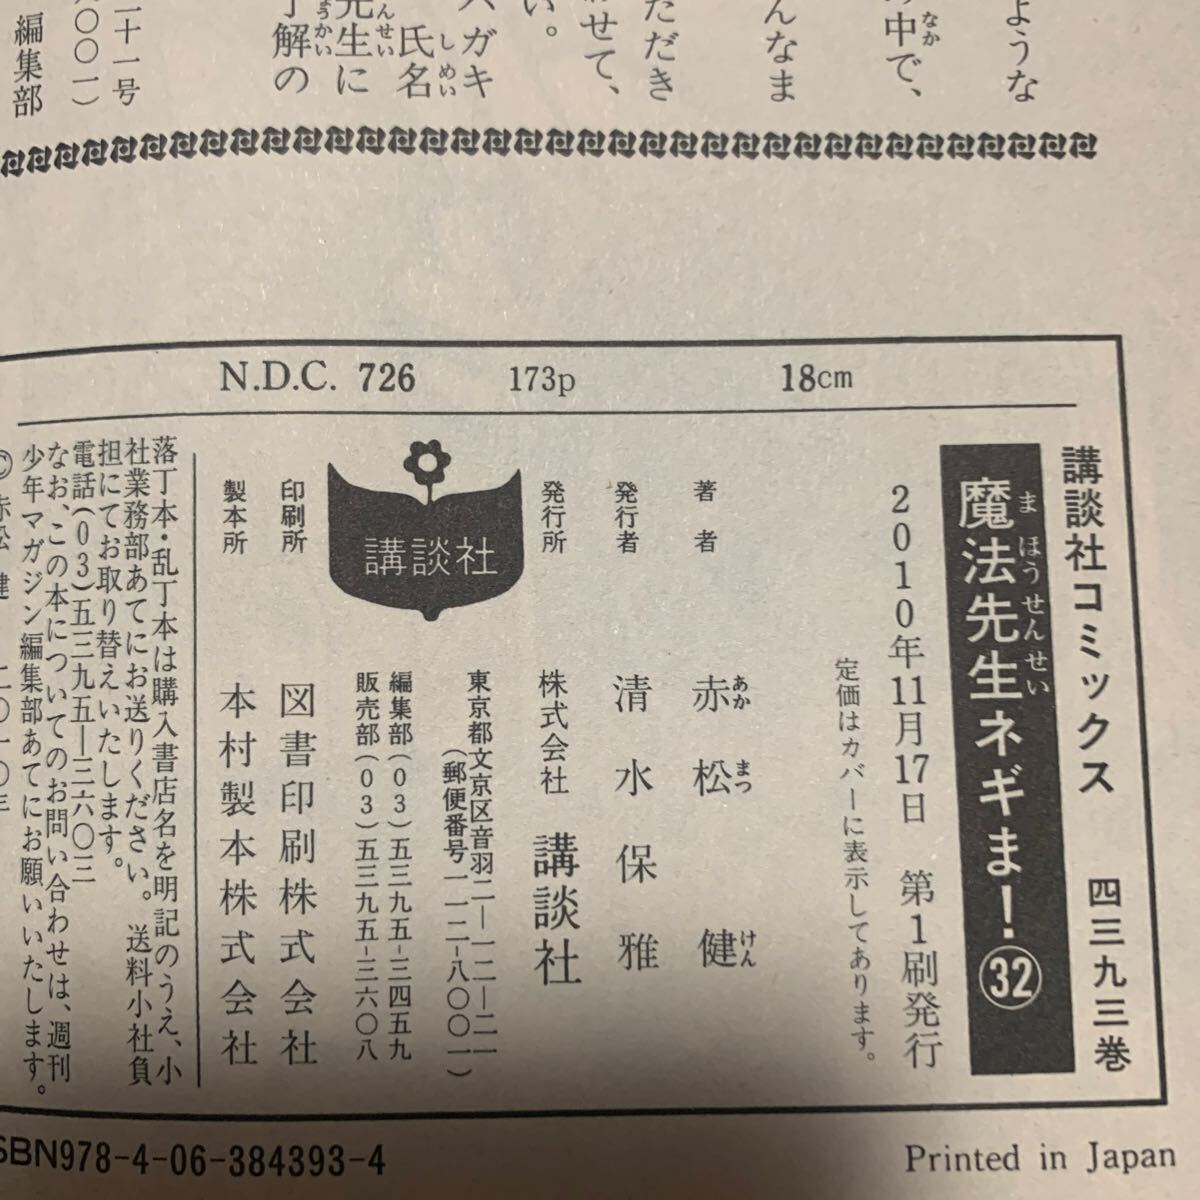 ような
中で、
んなま
ただき
わせて、
い。
ガキ
氏名
先生に
了解の
二十一号
〇〇一)
編集部
N.D.C. 726 173p 18cm
講談社コミックス 四三九三巻
魔法先生ネギま!㉜
2010年11月17日 第1刷発行
定価はカバーに表示してあります。
著者 赤松 健
発行者 清水保雅
発行所 株式会社 講談社
東京都文京区音羽二―一二―二一
(郵便番号一一二―八〇〇一)
編集部(03)五三九五―三四五九
販売部(03)五三九五―三六〇八
講談社
印刷所 図書印刷株式会社
製本所 本村製本株式会社
落丁本・乱丁本は購入書店名を明記のうえ、小
社業務部あてにお送りください。送料小社負
担にてお取り替えいたします。
電話(03)五三九五―三六〇三
なお、この本についてのお問い合わせは、週刊
少年マガジン編集部あてにお願いいたします。
© 赤松 健 二〇一〇年
SBN978-4-06-384393-4
Printed in Japan